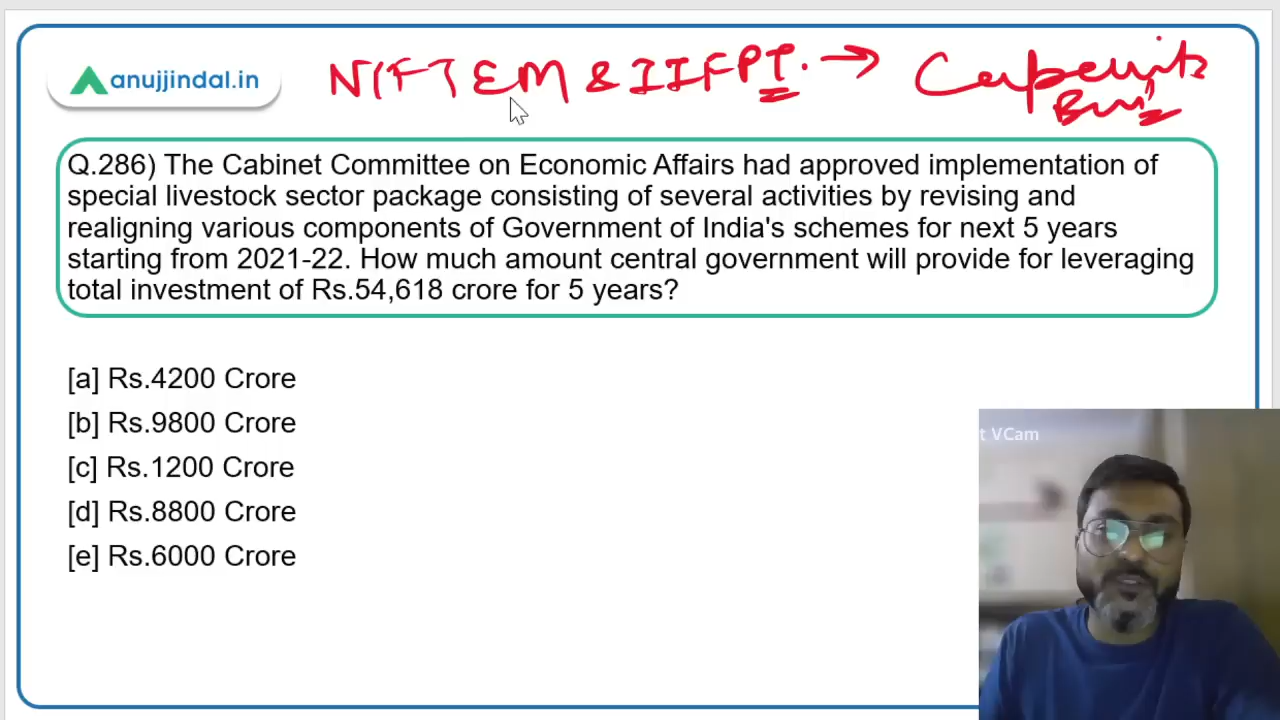 anujjindal.in
NIFTEM & IIFPT. →
Q.286) The Cabinet Committee on Economic Affairs had approved implementation of
special livestock sector package consisting of several activities by revising and
realigning various components of Government of India's schemes for next 5 years
starting from 2021-22. How much amount central government will provide for leveraging
total investment of Rs.54,618 crore for 5 years?
[a] Rs.4200 Crore
[b] Rs.9800 Crore
[c] Rs.1200 Crore
[d] Rs.8800 Crore
[e] Rs.6000 Crore
t VCam